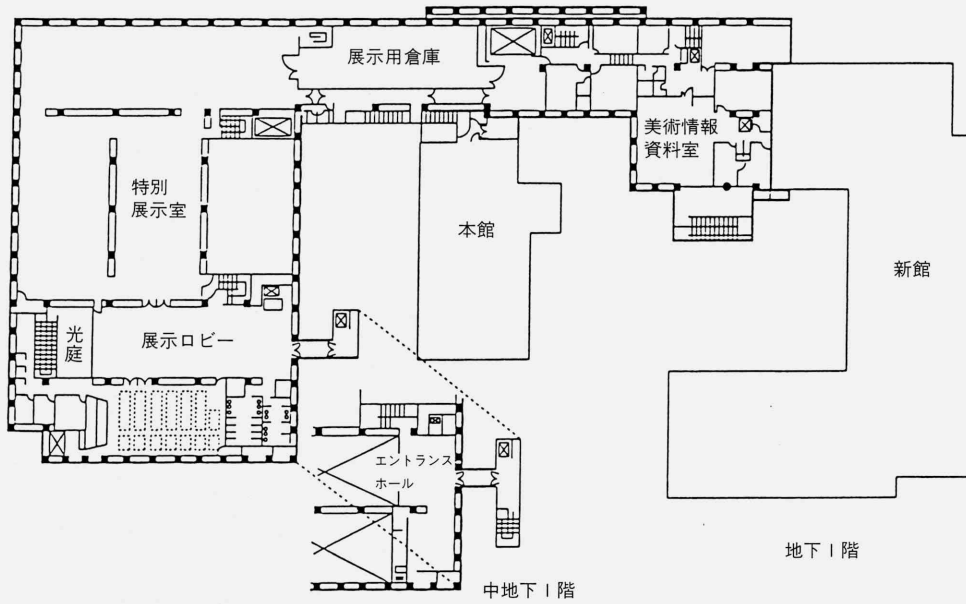 展示用倉庫
美術情報
資料室
特別
展示室
本館
新館
光庭
展示ロビー
エントランス
ホール
地下1階
中地下1階